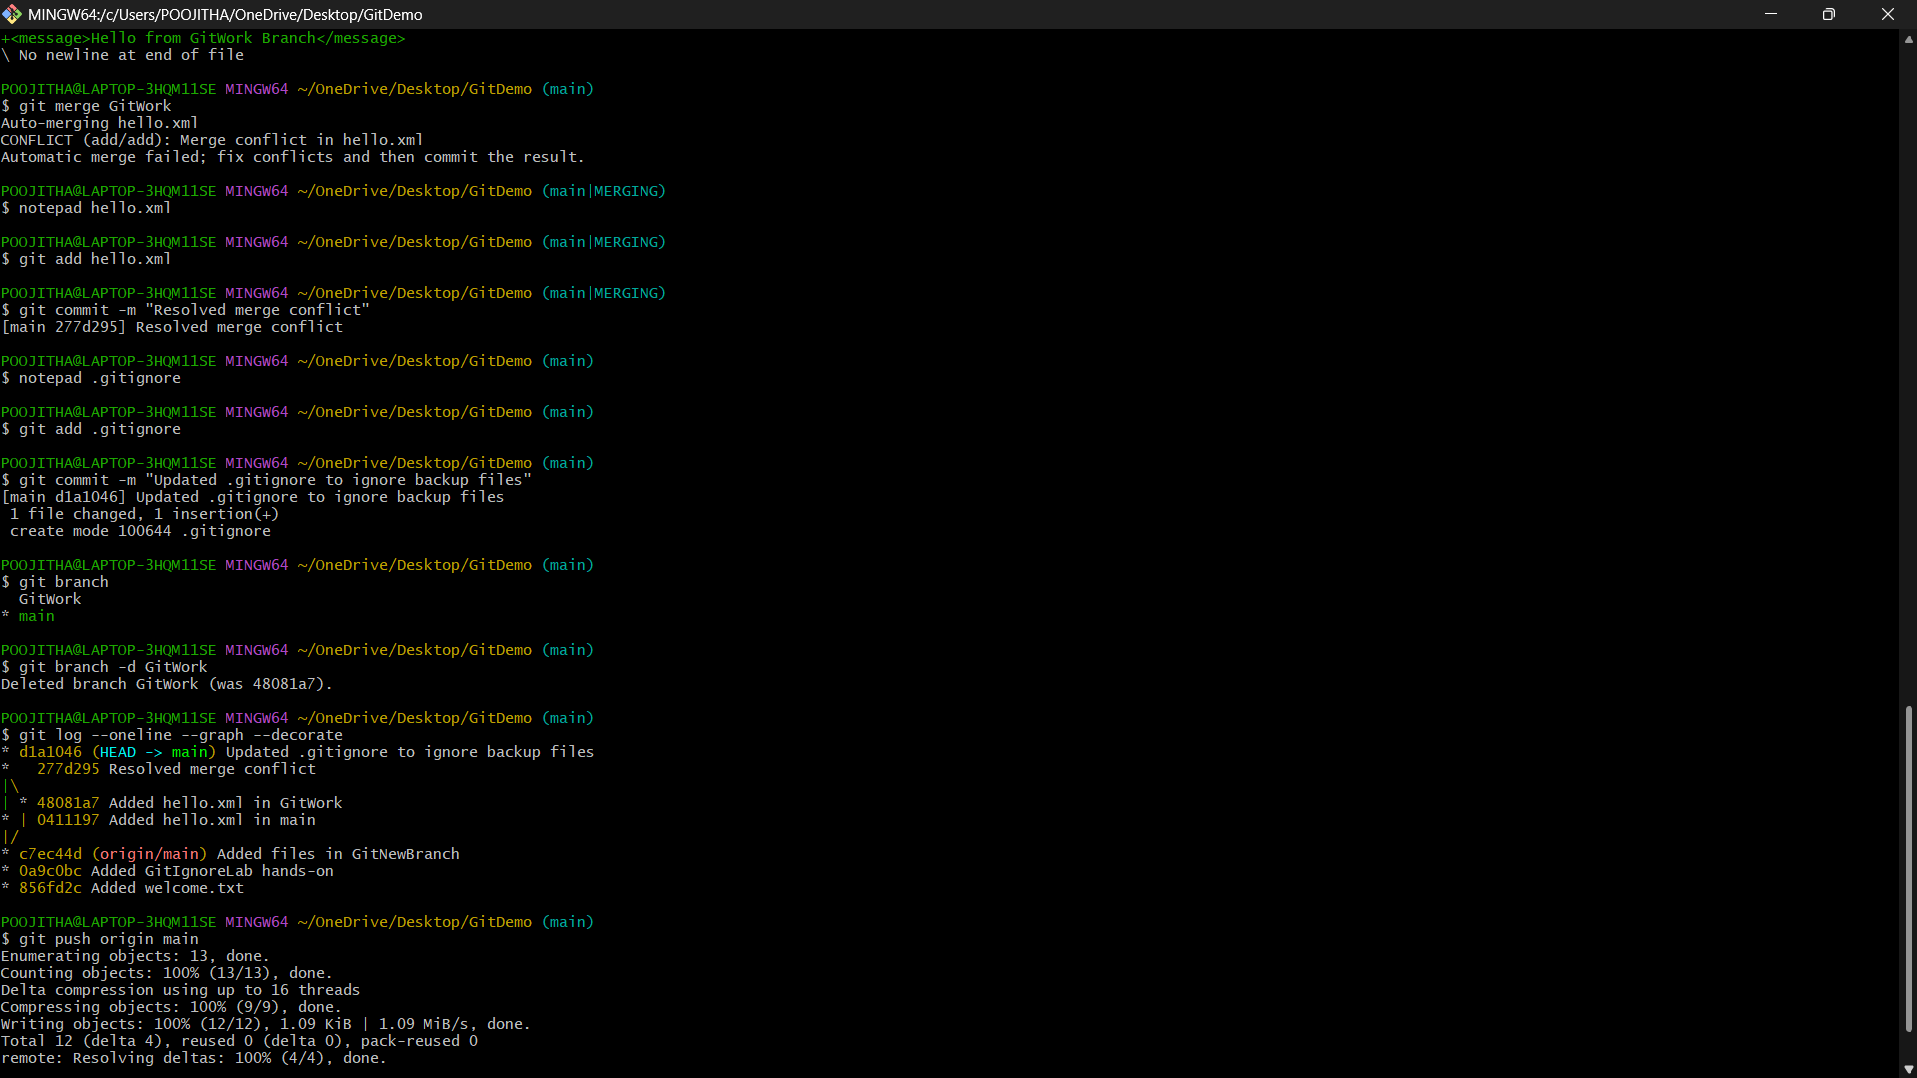 MINGW64:/c/Users/POOJITHA/OneDrive/Desktop/GitDemo
+<message>Hello from GitWork Branch</message>
\ No newline at end of file
POOJITHA@LAPTOP-3HQM11SE MINGW64 ~/OneDrive/Desktop/GitDemo (main)
$ git merge GitWork
Auto-merging hello.xml
CONFLICT (add/add): Merge conflict in hello.xml
Automatic merge failed; fix conflicts and then commit the result.
POOJITHA@LAPTOP-3HQM11SE MINGW64 ~/OneDrive/Desktop/GitDemo (main|MERGING)
$ notepad hello.xml
POOJITHA@LAPTOP-3HQM11SE MINGW64 ~/OneDrive/Desktop/GitDemo (main|MERGING)
$ git add hello.xml
POOJITHA@LAPTOP-3HQM11SE MINGW64 ~/OneDrive/Desktop/GitDemo (main|MERGING)
$ git commit -m "Resolved merge conflict"
[main 277d295] Resolved merge conflict
POOJITHA@LAPTOP-3HQM11SE MINGW64 ~/OneDrive/Desktop/GitDemo (main)
$ notepad .gitignore
POOJITHA@LAPTOP-3HQM11SE MINGW64 ~/OneDrive/Desktop/GitDemo (main)
$ git add .gitignore
POOJITHA@LAPTOP-3HQM11SE MINGW64 ~/OneDrive/Desktop/GitDemo (main)
$ git commit -m "Updated .gitignore to ignore backup files"
[main d1a1046] Updated .gitignore to ignore backup files
 1 file changed, 1 insertion(+)
 create mode 100644 .gitignore
POOJITHA@LAPTOP-3HQM11SE MINGW64 ~/OneDrive/Desktop/GitDemo (main)
$ git branch
  GitWork
* main
POOJITHA@LAPTOP-3HQM11SE MINGW64 ~/OneDrive/Desktop/GitDemo (main)
$ git branch -d GitWork
Deleted branch GitWork (was 48081a7).
POOJITHA@LAPTOP-3HQM11SE MINGW64 ~/OneDrive/Desktop/GitDemo (main)
$ git log --oneline --graph --decorate
* d1a1046 (HEAD -> main) Updated .gitignore to ignore backup files
*   277d295 Resolved merge conflict
|\
| * 48081a7 Added hello.xml in GitWork
* | 0411197 Added hello.xml in main
|/
* c7ec44d (origin/main) Added files in GitNewBranch
* 0a9c0bc Added GitIgnoreLab hands-on
* 856fd2c Added welcome.txt
POOJITHA@LAPTOP-3HQM11SE MINGW64 ~/OneDrive/Desktop/GitDemo (main)
$ git push origin main
Enumerating objects: 13, done.
Counting objects: 100% (13/13), done.
Delta compression using up to 16 threads
Compressing objects: 100% (9/9), done.
Writing objects: 100% (12/12), 1.09 KiB | 1.09 MiB/s, done.
Total 12 (delta 4), reused 0 (delta 0), pack-reused 0
remote: Resolving deltas: 100% (4/4), done.